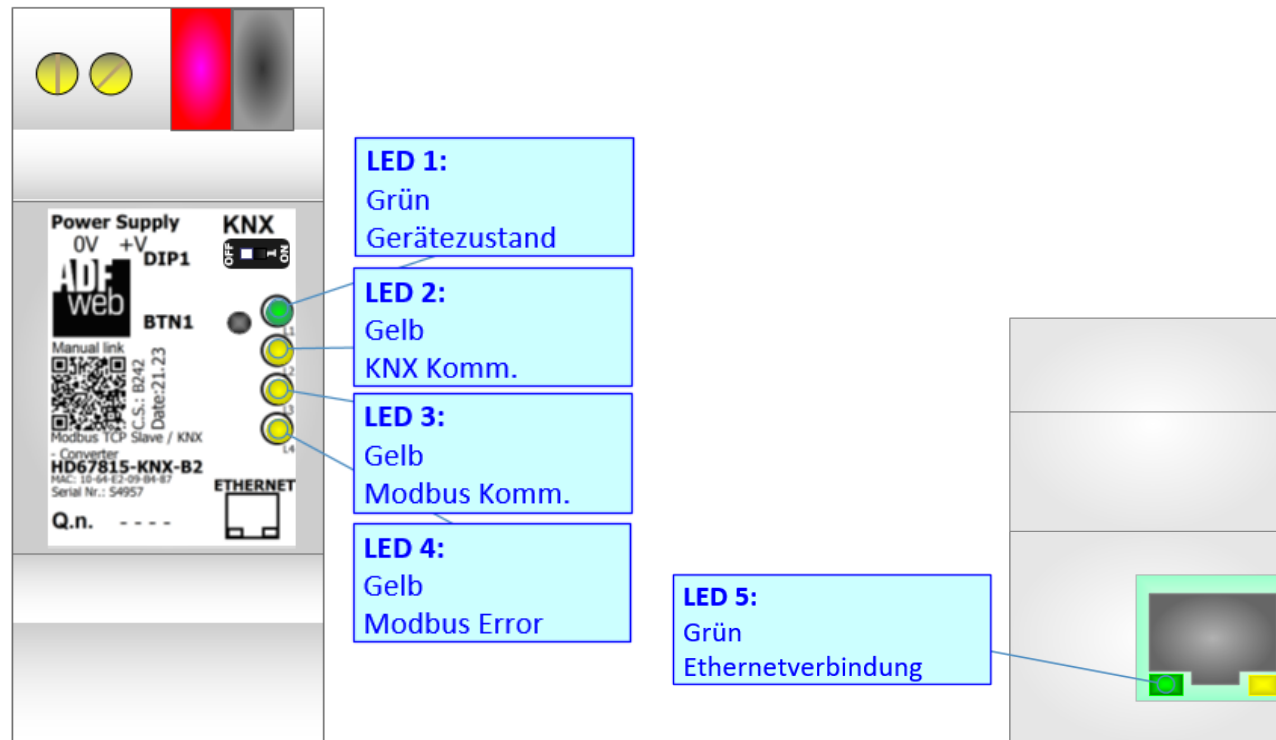 Power Supply
KNX
0V +V
DIP1
OFF
1
ON
ADF
web
BTN1
L1
Manual link
L2
C.S.: B242
Date:21.23
L3
Modbus TCP Slave / KNX
- Converter
L4
HD67815-KNX-B2
MAC: 10-64-E2-09-B4-87
Serial Nr.: S4957
ETHERNET
Q.n. - - - -
LED 1:
Grün
Gerätezustand
LED 2:
Gelb
KNX Komm.
LED 3:
Gelb
Modbus Komm.
LED 4:
Gelb
Modbus Error
LED 5:
Grün
Ethernetverbindung